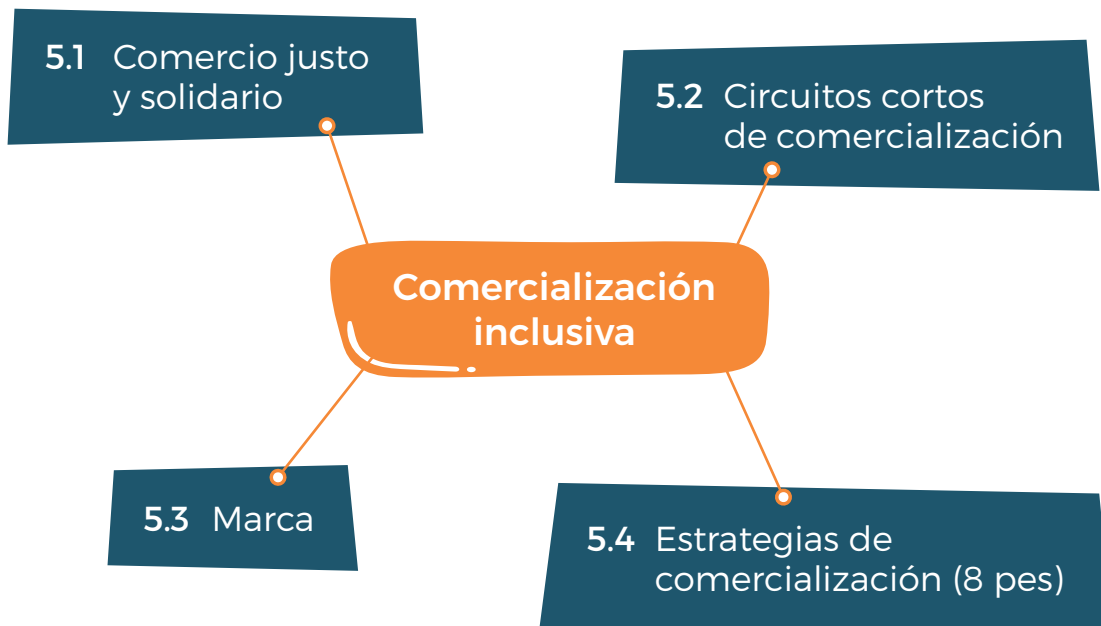 5.1 Comercio justo
y solidario
5.2 Circuitos cortos
de comercialización
Comercialización
inclusiva
5.3 Marca
5.4 Estrategias de
comercialización (8 pes)